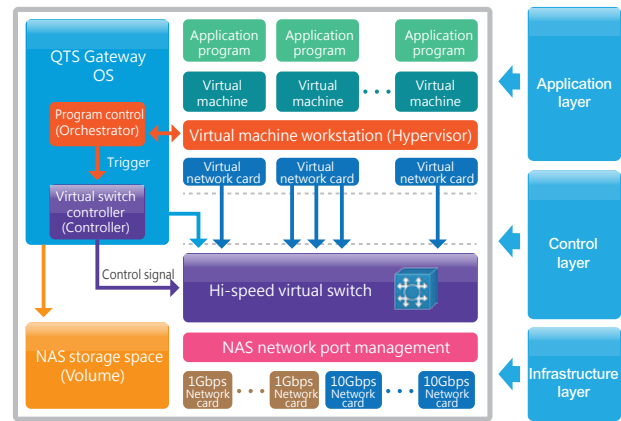 QTS Gateway
OS
Application
program
Application
program
Application
program
Virtual
machine
Virtual
machine
Virtual
machine
Application
layer
Program control
(Orchestrator)
Virtual machine workstation (Hypervisor)
Trigger
Virtual
network card
Virtual
network card
Virtual
network card
Virtual switch
controller
(Controller)
Control
layer
Control signal
Hi-speed virtual switch
NAS storage space
(Volume)
NAS network port management
Infrastructure
layer
1Gbps
Network
card
1Gbps
Network
card
10Gbps
Network
card
10Gbps
Network
card